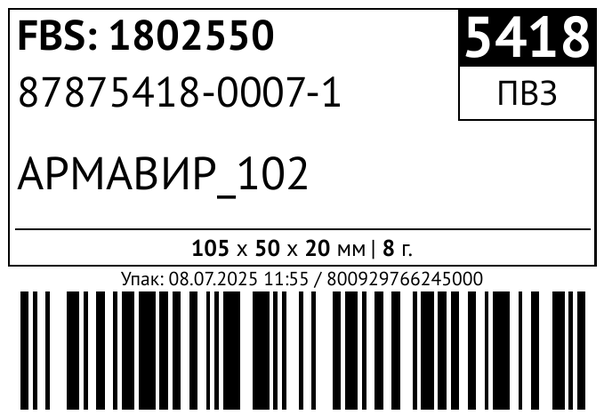 FBS: 1802550
5418
87875418-0007-1
ПВЗ
АРМАВИР_102
105 x 50 x 20 мм | 8 г.
Упак: 08.07.2025 11:55 / 800929766245000